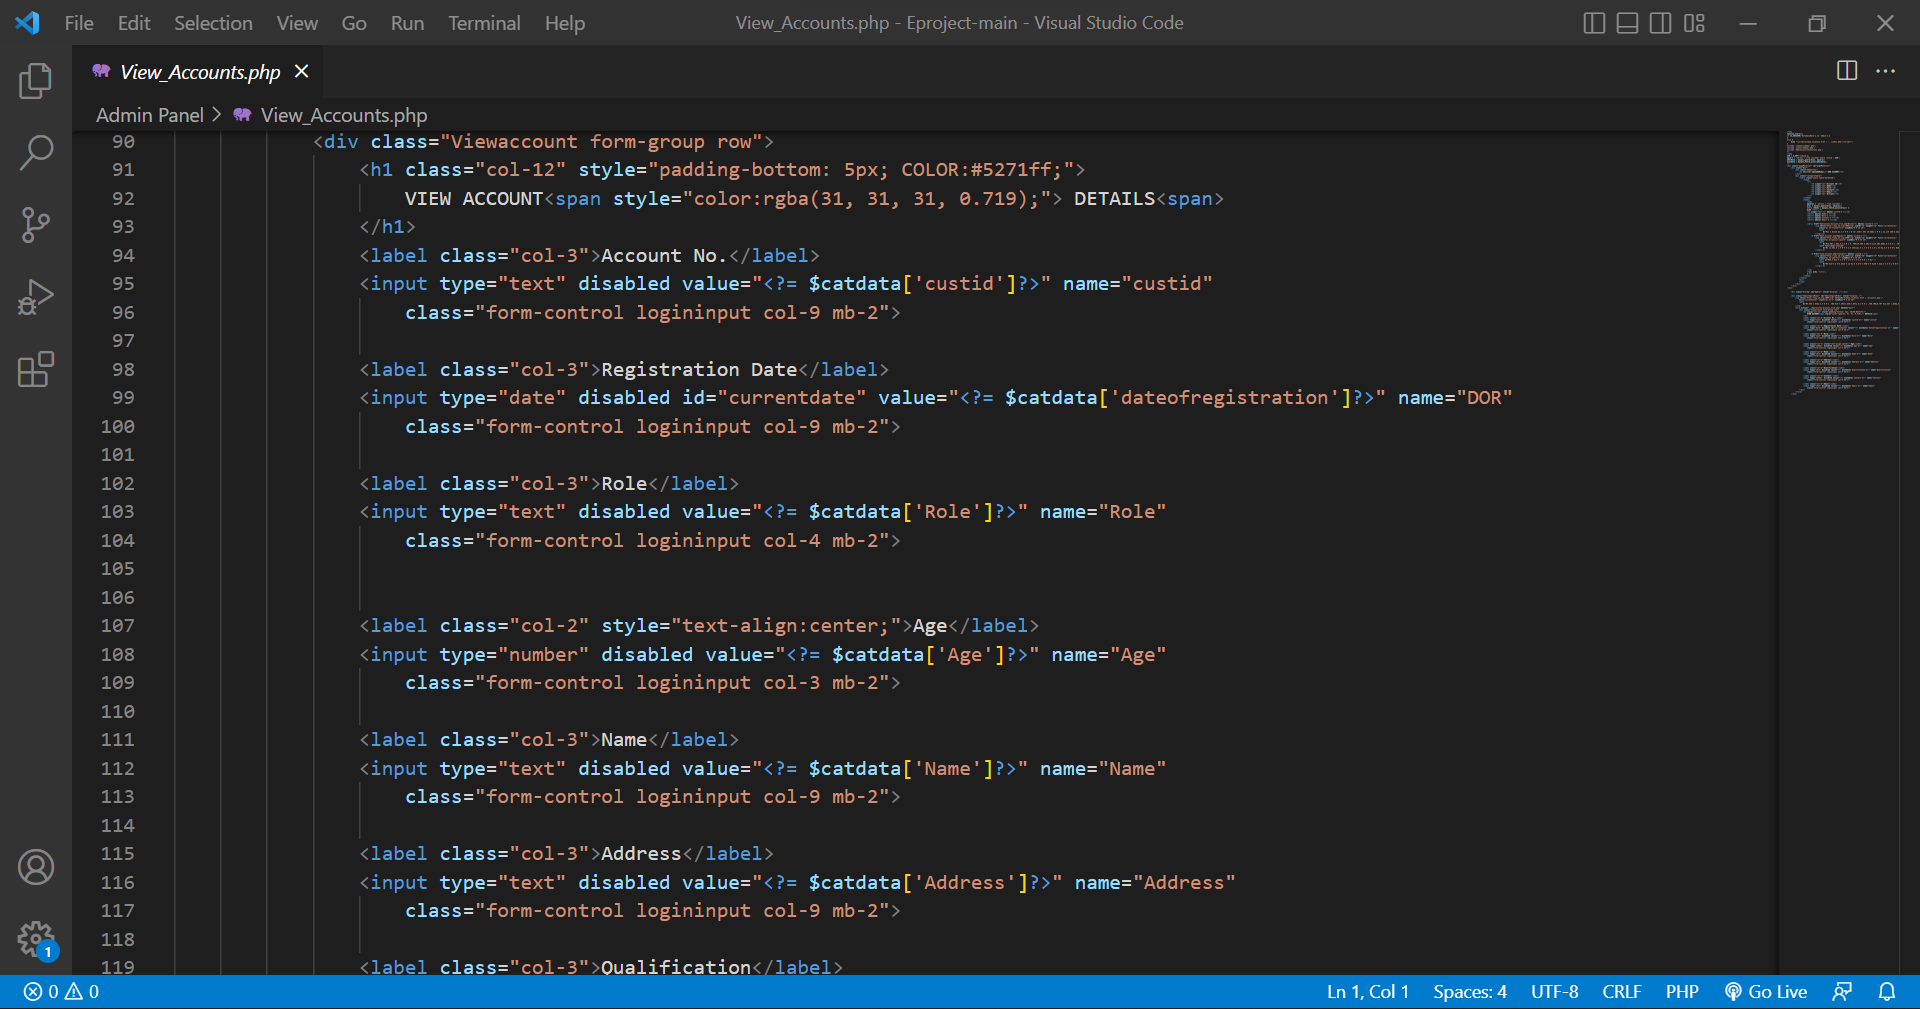 File Edit Selection View Go Run Terminal Help View_Accounts.php - Eproject-main - Visual Studio Code
View_Accounts.php
Admin Panel > View_Accounts.php
90 <div class="Viewaccount form-group row">
91 <h1 class="col-12" style="padding-bottom: 5px; COLOR:#5271ff;">
92 VIEW ACCOUNT<span style="color:rgba(31, 31, 31, 0.719);"> DETAILS<span>
93 </h1>
94 <label class="col-3">Account No.</label>
95 <input type="text" disabled value="<?= $catdata['custid']?>" name="custid"
96 class="form-control logininput col-9 mb-2">
97
98 <label class="col-3">Registration Date</label>
99 <input type="date" disabled id="currentdate" value="<?= $catdata['dateofregistration']?>" name="DOR"
100 class="form-control logininput col-9 mb-2">
101
102 <label class="col-3">Role</label>
103 <input type="text" disabled value="<?= $catdata['Role']?>" name="Role"
104 class="form-control logininput col-4 mb-2">
105
106
107 <label class="col-2" style="text-align:center;">Age</label>
108 <input type="number" disabled value="<?= $catdata['Age']?>" name="Age"
109 class="form-control logininput col-3 mb-2">
110
111 <label class="col-3">Name</label>
112 <input type="text" disabled value="<?= $catdata['Name']?>" name="Name"
113 class="form-control logininput col-9 mb-2">
114
115 <label class="col-3">Address</label>
116 <input type="text" disabled value="<?= $catdata['Address']?>" name="Address"
117 class="form-control logininput col-9 mb-2">
118
119 <label class="col-3">Qualification</label>
1
0 0 Ln 1, Col 1 Spaces: 4 UTF-8 CRLF PHP Go Live